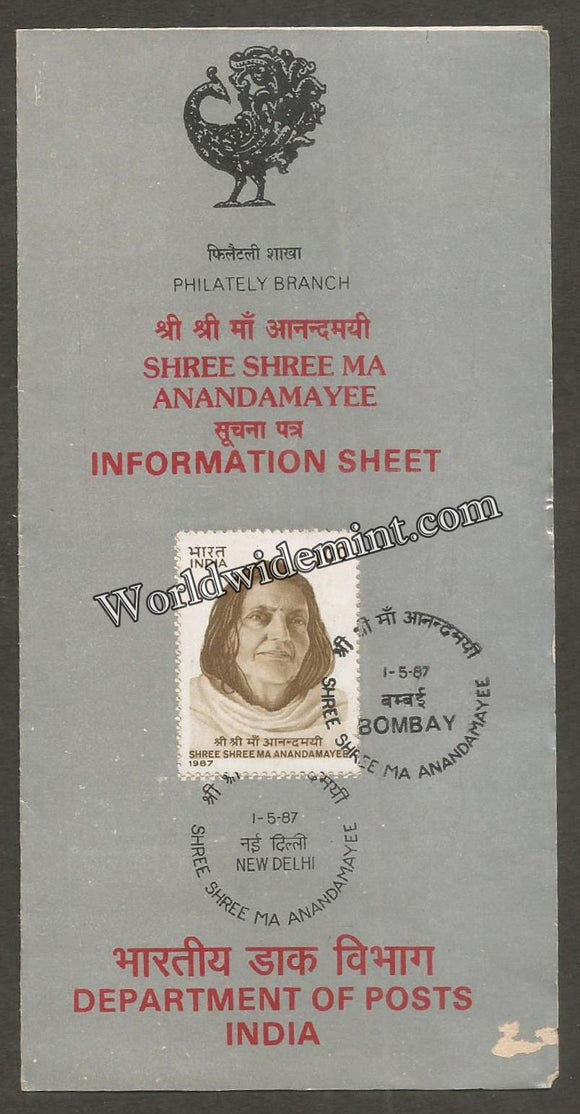 फिलैटली शाखा
PHILATELY BRANCH
श्री श्री माँ आनन्दमयी
SHREE SHREE MA
ANANDAMAYEE
सूचना पत्र
INFORMATION SHEET
भारत
INDIA
Worldwidemint.com
श्री श्री माँ आनन्दमयी
SHREE SHREE MA ANANDAMAYEE
1987
श्री श्री माँ आनन्दमयी
1-5-87
बम्बई
BOMBAY
SHREE SHREE MA ANANDAMAYEE
श्री श्री माँ आनन्दमयी
1-5-87
नई दिल्ली
NEW DELHI
SHREE SHREE MA ANANDAMAYEE
भारतीय डाक विभाग
DEPARTMENT OF POSTS
INDIA